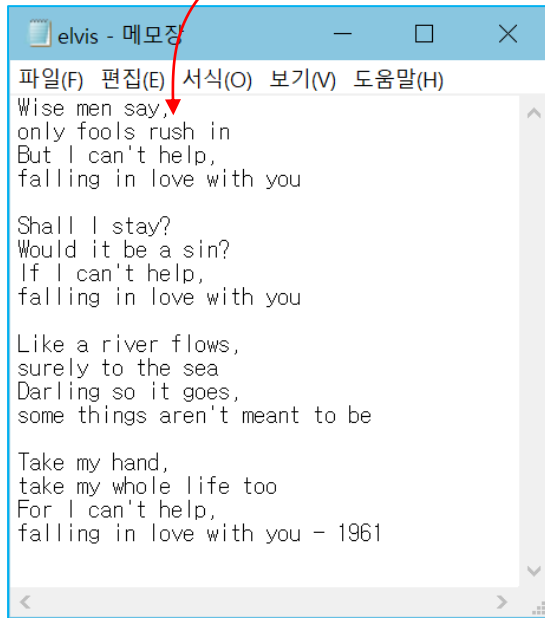 elvis - 메모장
파일(F) 편집(E) 서식(O) 보기(V) 도움말(H)
Wise men say,
only fools rush in
But I can't help,
falling in love with you

Shall I stay?
Would it be a sin?
If I can't help,
falling in love with you

Like a river flows,
surely to the sea
Darling so it goes,
some things aren't meant to be

Take my hand,
take my whole life too
For I can't help,
falling in love with you - 1961